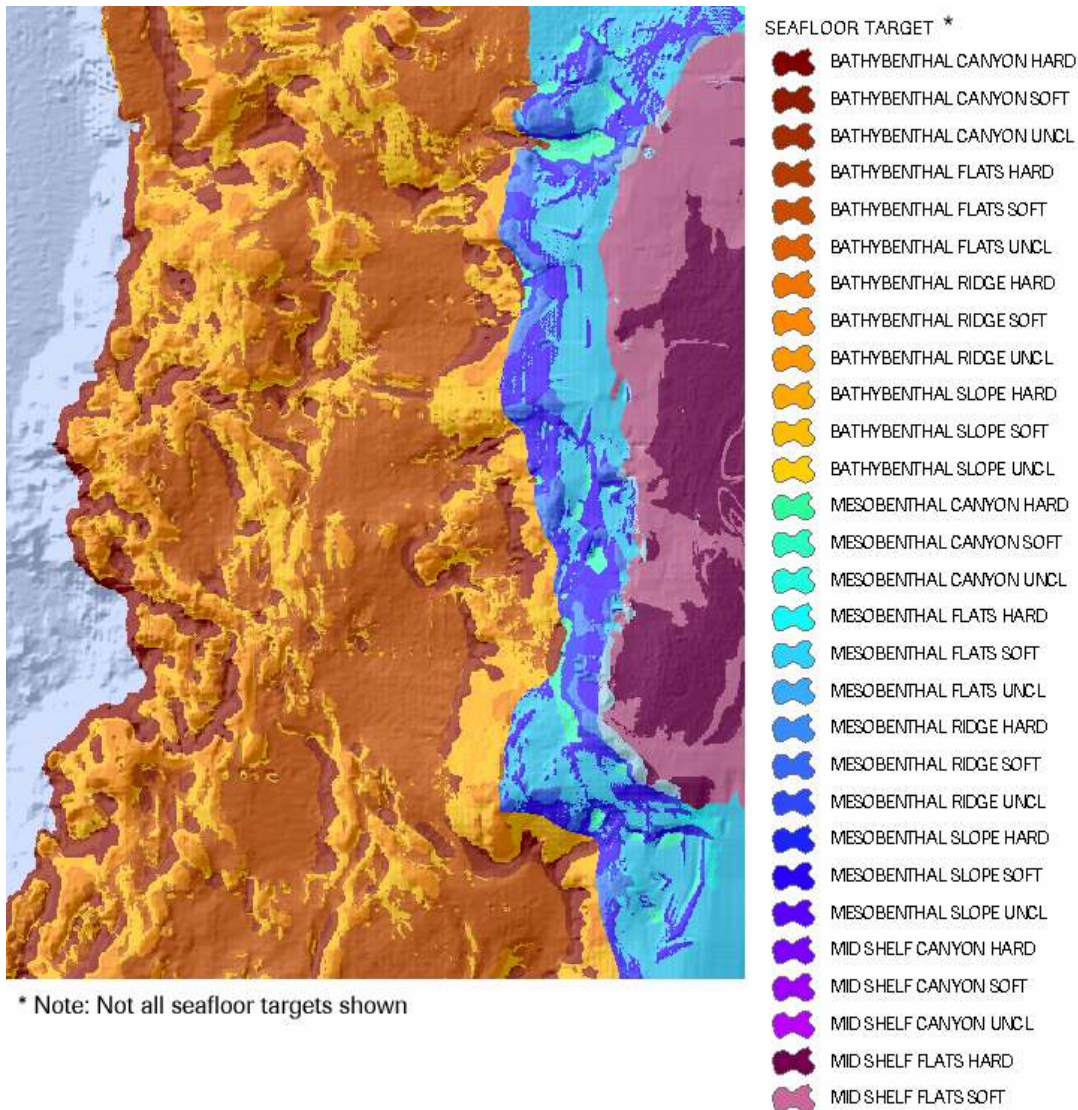 SEAFLOOR TARGET *
BATHYBENTHAL CANYON HARD
BATHYBENTHAL CANYON SOFT
BATHYBENTHAL CANYON UNCL
BATHYBENTHAL FLATS HARD
BATHYBENTHAL FLATS SOFT
BATHYBENTHAL FLATS UNCL
BATHYBENTHAL RIDGE HARD
BATHYBENTHAL RIDGE SOFT
BATHYBENTHAL RIDGE UNCL
BATHYBENTHAL SLOPE HARD
BATHYBENTHAL SLOPE SOFT
BATHYBENTHAL SLOPE UNCL
MESOBENTHAL CANYON HARD
MESOBENTHAL CANYON SOFT
MESOBENTHAL CANYON UNCL
MESOBENTHAL FLATS HARD
MESOBENTHAL FLATS SOFT
MESOBENTHAL FLATS UNCL
MESOBENTHAL RIDGE HARD
MESOBENTHAL RIDGE SOFT
MESOBENTHAL RIDGE UNCL
MESOBENTHAL SLOPE HARD
MESOBENTHAL SLOPE SOFT
MESOBENTHAL SLOPE UNCL
MID SHELF CANYON HARD
MID SHELF CANYON SOFT
MID SHELF CANYON UNCL
MID SHELF FLATS HARD
MID SHELF FLATS SOFT
* Note: Not all seafloor targets shown